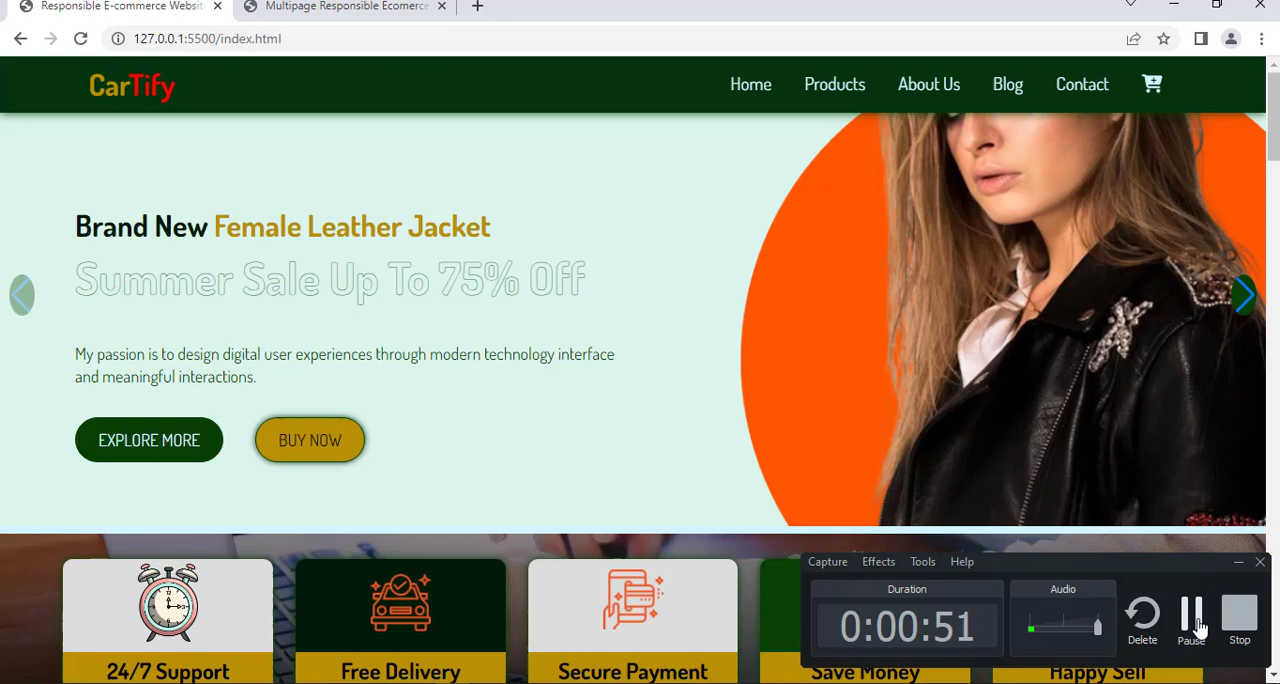 Responsible E-commerce Websit
Multipage Responsible Ecomerce
127.0.0.1:5500/index.html
CarTify
Home
Products
About Us
Blog
Contact
Brand New Female Leather Jacket
Summer Sale Up To 75% Off
My passion is to design digital user experiences through modern technology interface
and meaningful interactions.
EXPLORE MORE
BUY NOW
24/7 Support
Free Delivery
Secure Payment
Save Money
Happy Sell
Capture
Effects
Tools
Help
Duration
Audio
0:00:51
Delete
Pause
Stop